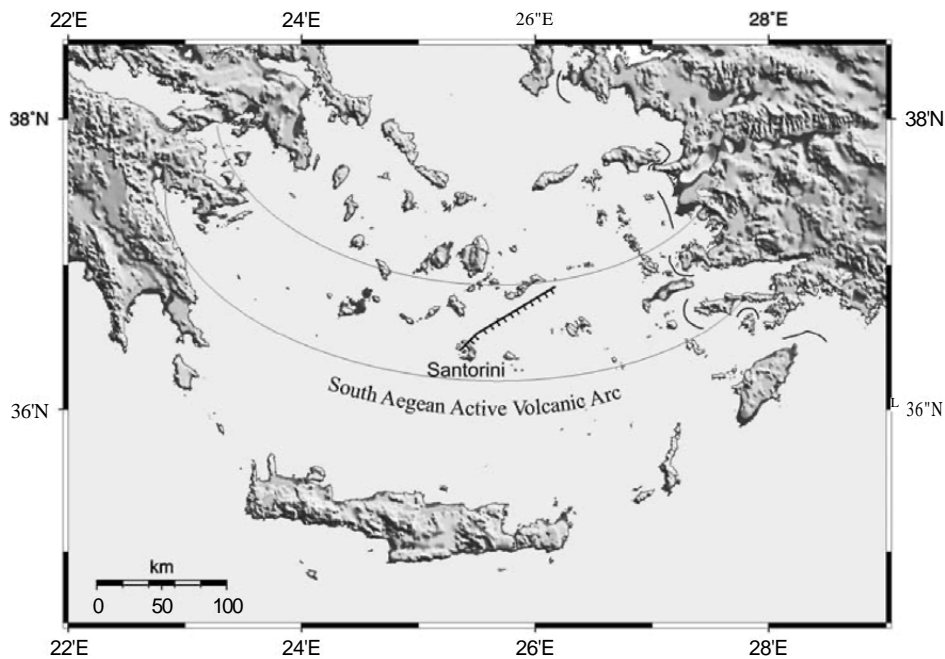 22'E 24'E 26"E 28°E
38°N 38'N
Santorini
South Aegean Active Volcanic Arc
36'N L 36"N
km
0 50 100
22'E 24'E 26'E 28'E